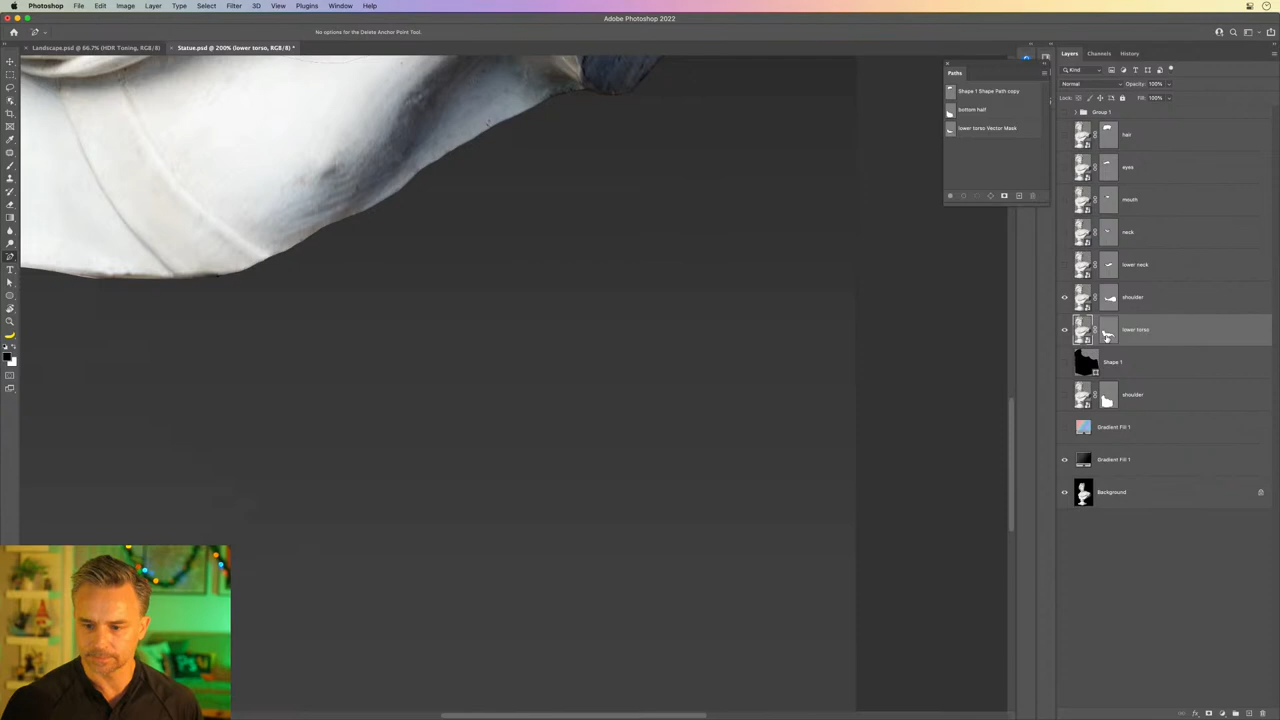 Photoshop File Edit Image Layer Type Select Filter 3D View Plugins Window Help
Adobe Photoshop 2022
No options for the Delete Anchor Point Tool.
Landscape.psd @ 66.7% (HDR Toning, RGB/8)
Statue.psd @ 200% (lower torso, RGB/8) *
Paths
Shape 1 Shape Path copy
bottom half
lower torso Vector Mask
Layers Channels History
Kind
Normal Opacity: 100%
Lock: Fill: 100%
Group 1
hair
eyes
mouth
neck
lower neck
shoulder
lower torso
Shape 1
shoulder
Gradient Fill 1
Gradient Fill 1
Background